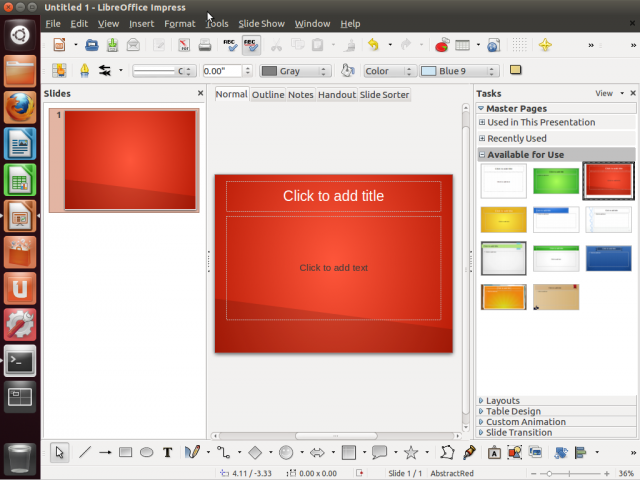 Untitled 1 - LibreOffice Impress
File Edit View Insert Format Tools Slide Show Window Help
0.00" Gray Color Blue 9
Slides
Normal Outline Notes Handout Slide Sorter
Tasks View
Master Pages
Used in This Presentation
Recently Used
Available for Use
1
Click to add title
Click to add text
Layouts
Table Design
Custom Animation
Slide Transition
4.11 / -3.33 0.00 x 0.00 Slide 1 / 1 AbstractRed 36%